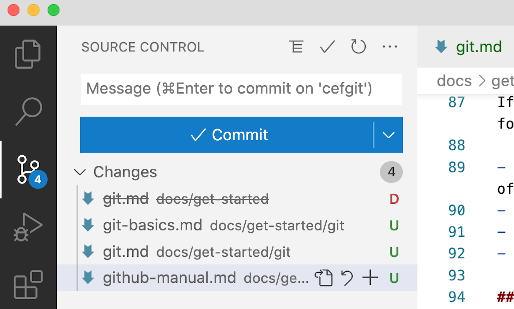 SOURCE CONTROL
git.md
Message (⌘Enter to commit on 'cefgit')
docs > get
Commit
Changes 4
4
git.md docs/get-started D
git-basics.md docs/get-started/git U
git.md docs/get-started/git U
github-manual.md docs/ge... U
87 If
fo
88
89 -
of
90 -
91 -
92 -
93
94 ##